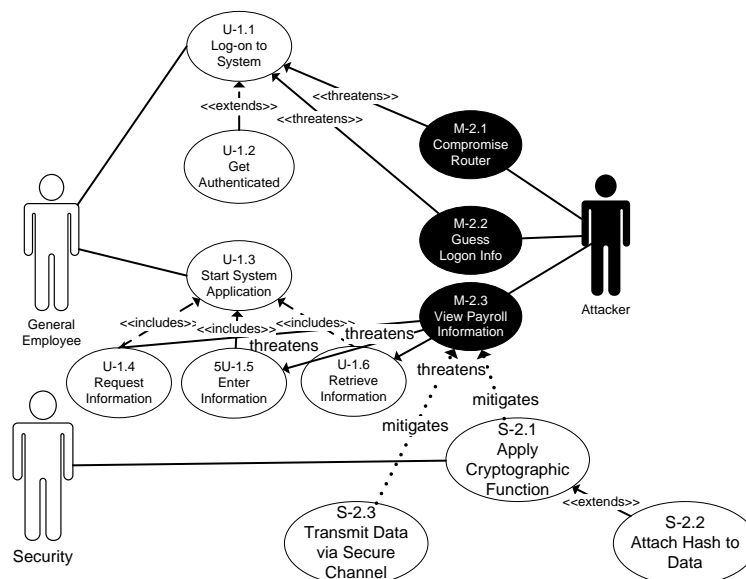 U-1.1
Log-on to
System
<<threatens>>
<<extends>>
<<threatens>>
M-2.1
Compromise
Router
U-1.2
Get
Authenticated
M-2.2
Guess
Logon Info
U-1.3
Start System
Application
General
Employee
Attacker
M-2.3
View Payroll
Information
<<includes>>
<<includes>>
<<includes>>
threatens
threatens
threatens
U-1.4
Request
Information
5U-1.5
Enter
Information
U-1.6
Retrieve
Information
mitigates
mitigates
S-2.1
Apply
Cryptographic
Function
<<extends>>
S-2.3
Transmit Data
via Secure
Channel
S-2.2
Attach Hash to
Data
Security